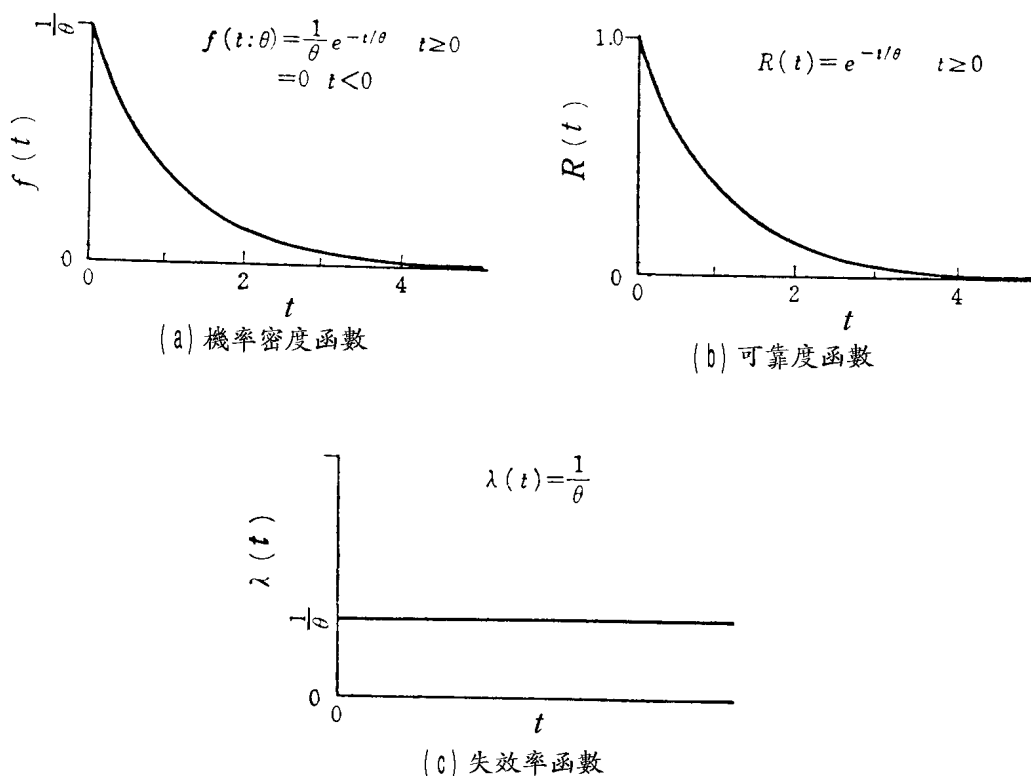 1/θ
f(t:θ)=1/θ e^{-t/θ} t≥0
=0 t<0
f(t)
0
0 2 4
t
(a)機率密度函數
1.0
R(t)=e^{-t/θ} t≥0
R(t)
0
0 2 4
t
(b)可靠度函數
λ(t)=1/θ
λ(t)
1/θ
0
0
t
(c)失效率函數